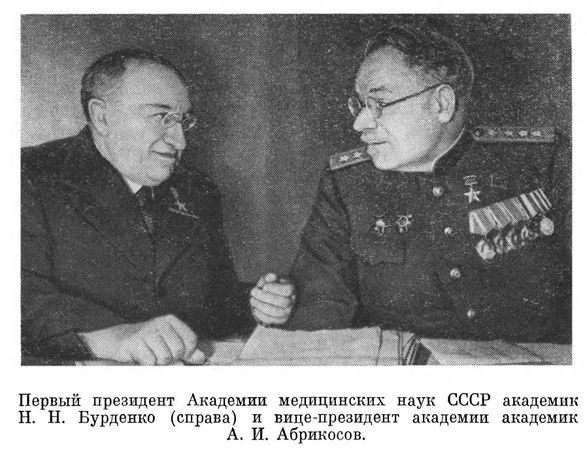 Первый президент Академии медицинских наук СССР академик
Н. Н. Бурденко (справа) и вице-президент академии академик
А. И. Абрикосов.